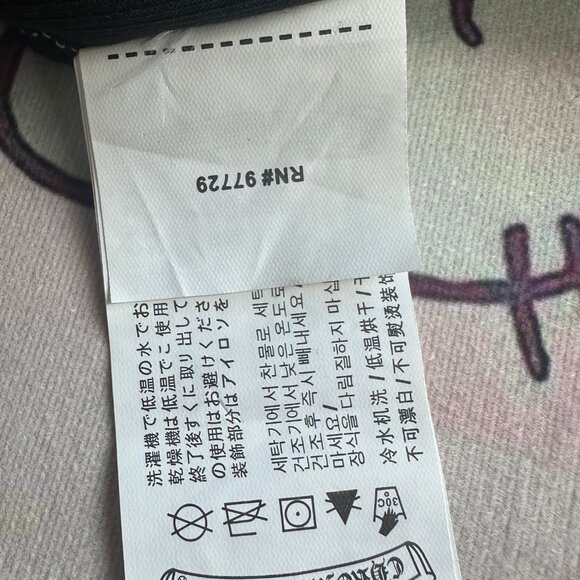 RN# 97729
洗濯機で低温の水でお
乾燥機は低温でご使用
終了後すぐに取り出して
の使用はお避けくださ
装飾部分はアイロソを
세탁기에서 찬물로 세탁
건조기에서 낮은 온도로
건조 후 즉시 빼내세요 /
마세요/
장식을 다림 질하지 마십
冷水机洗 / 低温烘干 /
不可漂白 / 不可熨烫装饰
30C